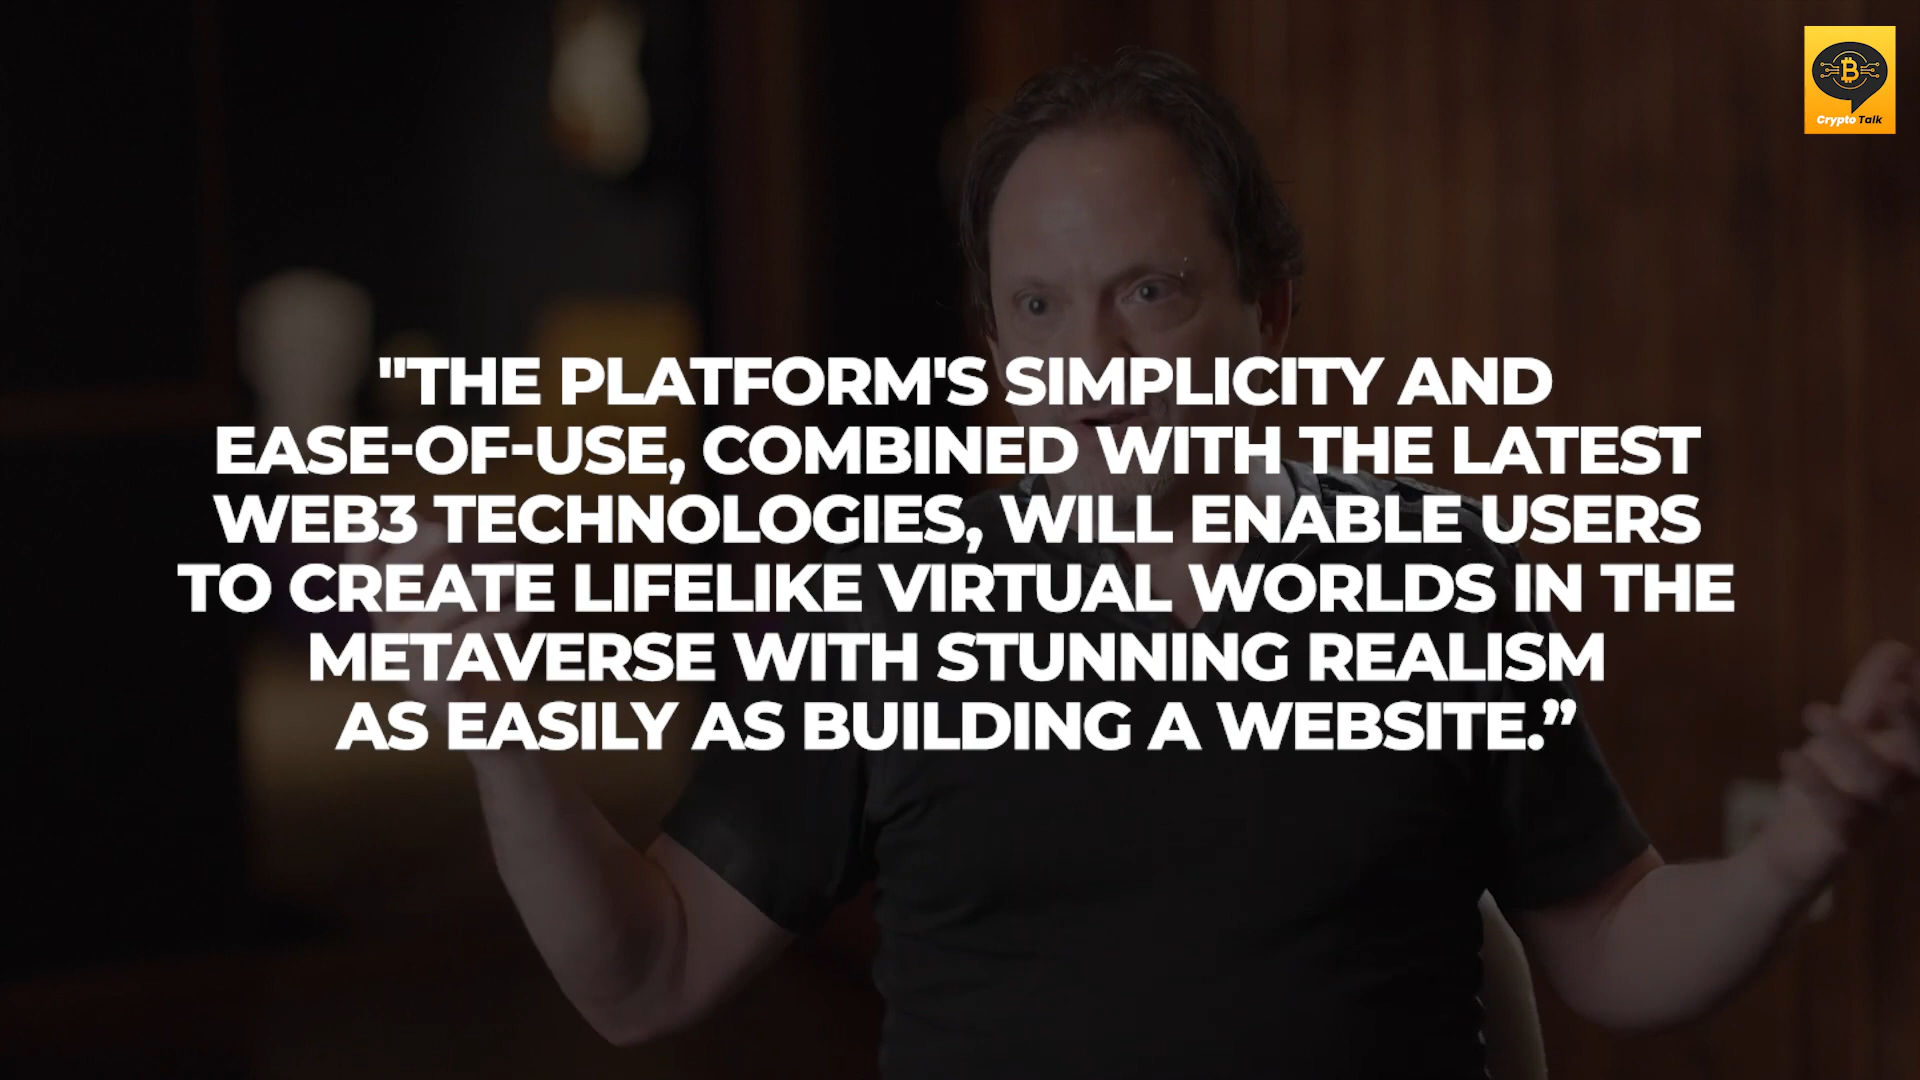 Crypto Talk
"THE PLATFORM'S SIMPLICITY AND
EASE-OF-USE, COMBINED WITH THE LATEST
WEB3 TECHNOLOGIES, WILL ENABLE USERS
TO CREATE LIFELIKE VIRTUAL WORLDS IN THE
METAVERSE WITH STUNNING REALISM
AS EASILY AS BUILDING A WEBSITE.”